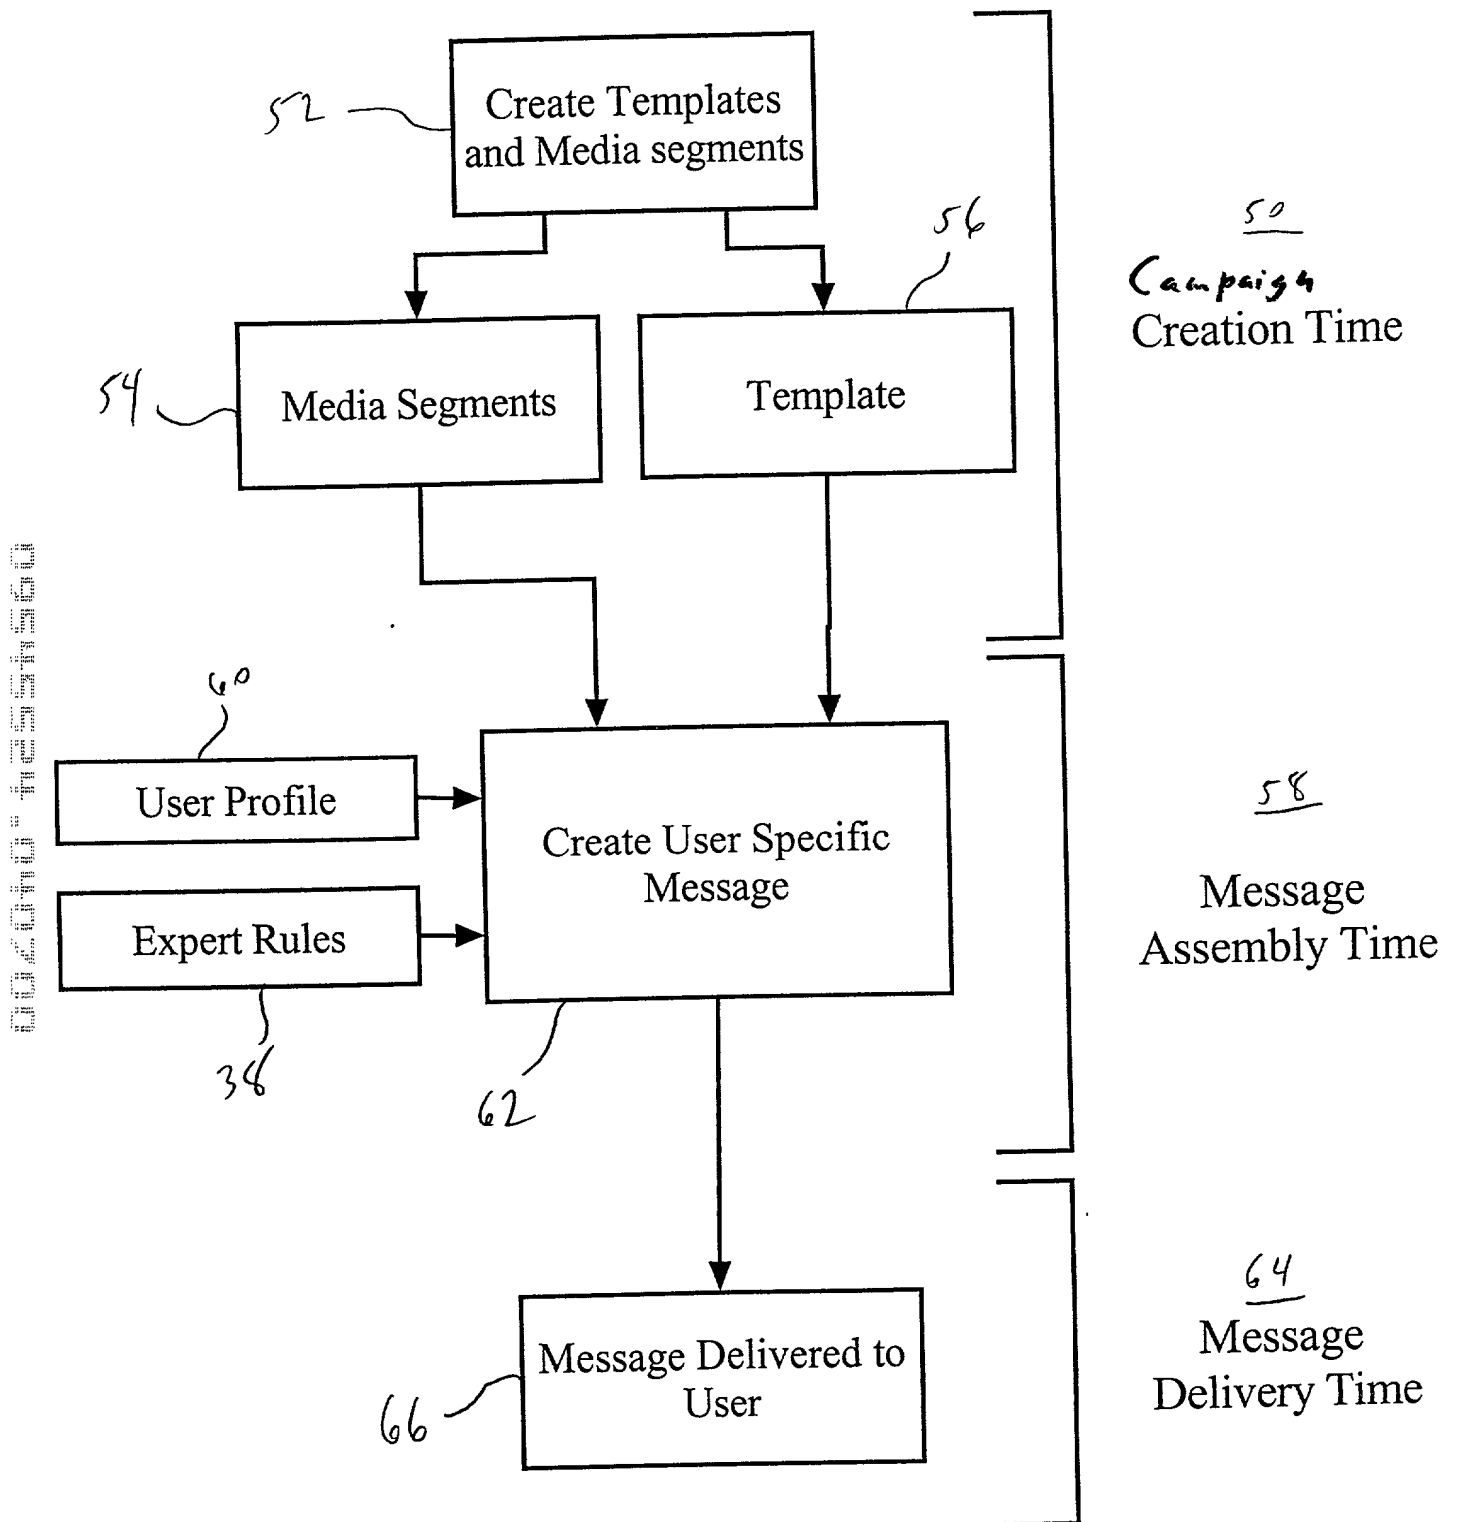 52
Create Templates
and Media segments
56
50
Campaign
Creation Time
54
Media Segments
Template
60
User Profile
Create User Specific
Message
58
Message
Assembly Time
Expert Rules
38
62
64
Message
Delivery Time
Message Delivered to
User
66